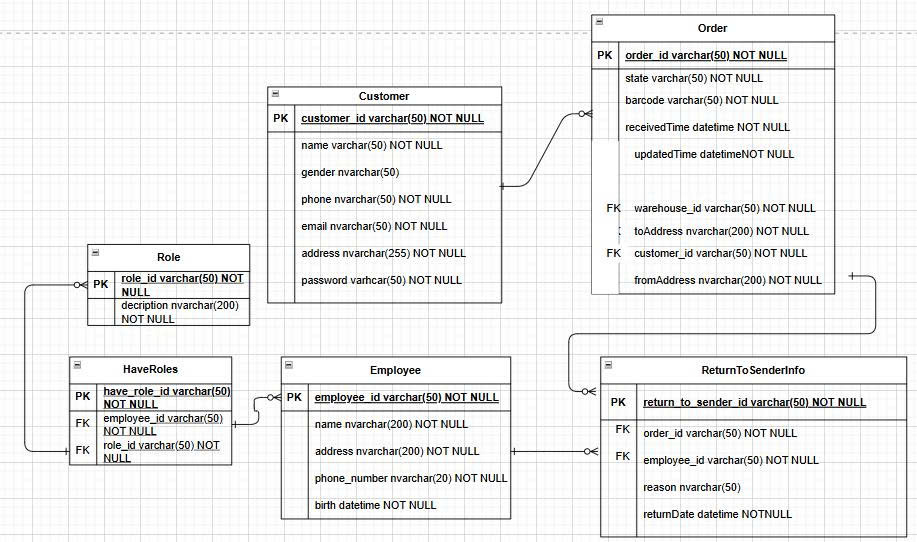 Order
PK order_id varchar(50) NOT NULL
state varchar(50) NOT NULL
barcode varchar(50) NOT NULL
receivedTime datetime NOT NULL
updatedTime datetimeNOT NULL
FK warehouse_id varchar(50) NOT NULL
toAddress nvarchar(200) NOT NULL
FK customer_id varchar(50) NOT NULL
fromAddress nvarchar(200) NOT NULL
Customer
PK customer_id varchar(50) NOT NULL
name varchar(50) NOT NULL
gender nvarchar(50)
phone nvarchar(50) NOT NULL
email nvarchar(50) NOT NULL
address nvarchar(255) NOT NULL
password varhcar(50) NOT NULL
Role
PK role_id varchar(50) NOT
NULL
decription nvarchar(200)
NOT NULL
HaveRoles
PK have_role_id varchar(50)
NOT NULL
FK employee_id varchar(50)
NOT NULL
FK role_id varchar(50) NOT
NULL
Employee
PK employee_id varchar(50) NOT NULL
name nvarchar(200) NOT NULL
address nvarchar(200) NOT NULL
phone_number nvarchar(20) NOT NULL
birth datetime NOT NULL
ReturnToSenderInfo
PK return_to_sender_id varchar(50) NOT NULL
FK order_id varchar(50) NOT NULL
FK employee_id varchar(50) NOT NULL
reason nvarchar(50)
returnDate datetime NOTNULL